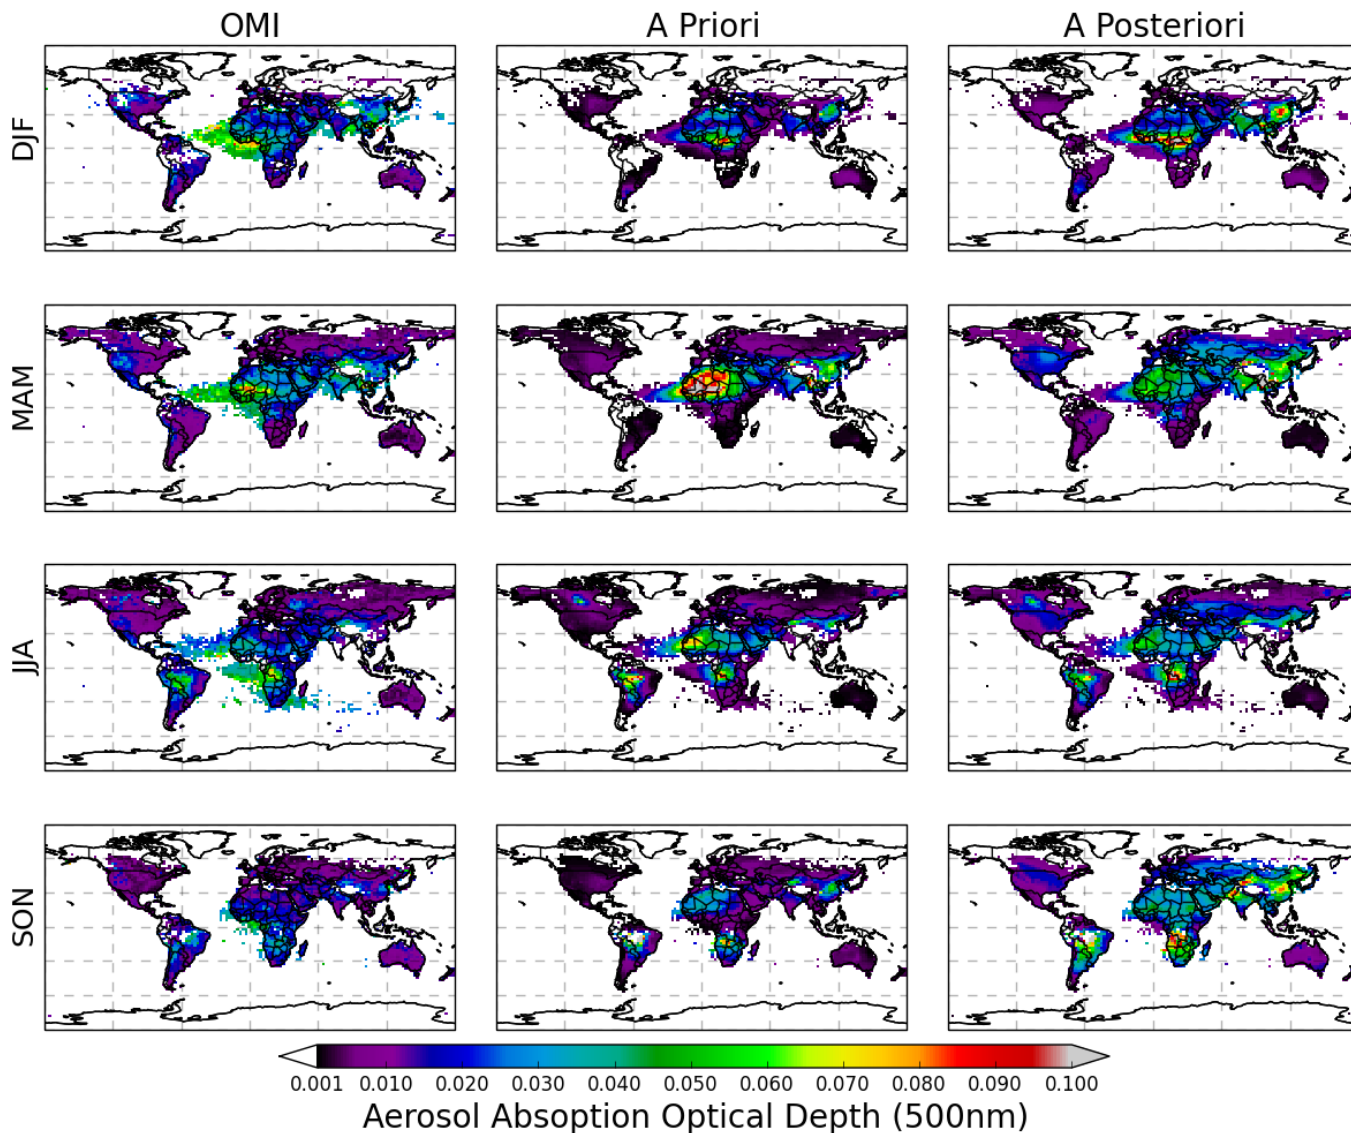 OMI A Priori A Posteriori
DJF
MAM
JJA
SON
0.001 0.010 0.020 0.030 0.040 0.050 0.060 0.070 0.080 0.090 0.100
Aerosol Absoption Optical Depth (500nm)